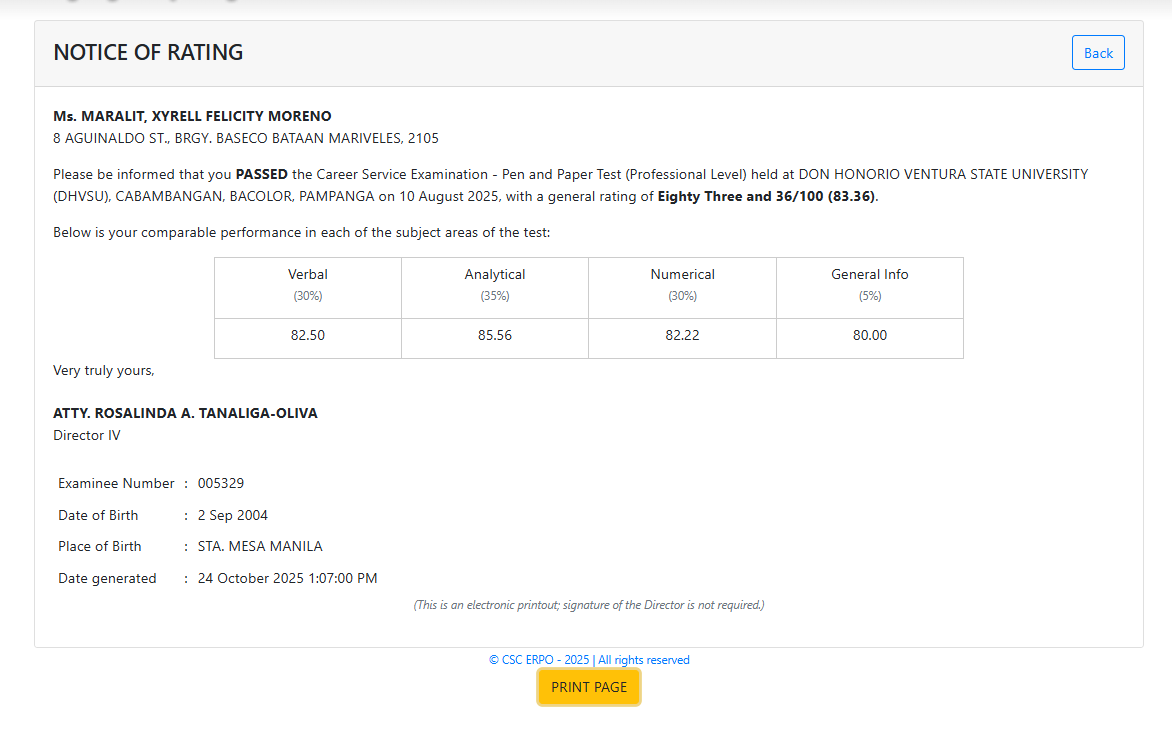 NOTICE OF RATING
Back
Ms. MARALIT, XYRELL FELICITY MORENO
8 AGUINALDO ST., BRGY. BASECO BATAAN MARIVELES, 2105
Please be informed that you PASSED the Career Service Examination - Pen and Paper Test (Professional Level) held at DON HONORIO VENTURA STATE UNIVERSITY
(DHVSU), CABAMBANGAN, BACOLOR, PAMPANGA on 10 August 2025, with a general rating of Eighty Three and 36/100 (83.36).
Below is your comparable performance in each of the subject areas of the test:
Verbal Analytical Numerical General Info
(30%) (35%) (30%) (5%)
82.50 85.56 82.22 80.00
Very truly yours,
ATTY. ROSALINDA A. TANALIGA-OLIVA
Director IV
Examinee Number : 005329
Date of Birth : 2 Sep 2004
Place of Birth : STA. MESA MANILA
Date generated : 24 October 2025 1:07:00 PM
(This is an electronic printout; signature of the Director is not required.)
© CSC ERPO - 2025 | All rights reserved
PRINT PAGE